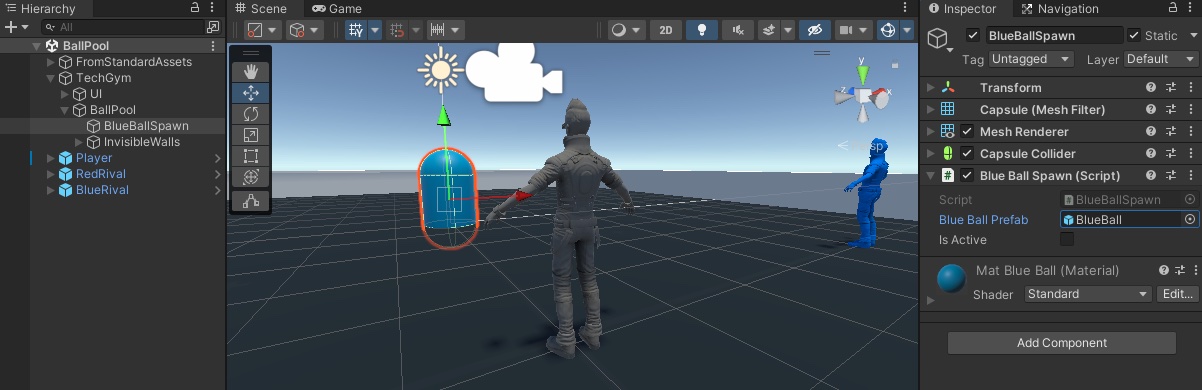 Hierarchy
All
BallPool
FromStandardAssets
TechGym
UI
BallPool
BlueBallSpawn
InvisibleWalls
Player
RedRival
BlueRival
Scene
Game
2D
y
z
x
Persp
Inspector
Navigation
BlueBallSpawn
Static
Tag Untagged
Layer Default
Transform
Capsule (Mesh Filter)
Mesh Renderer
Capsule Collider
Blue Ball Spawn (Script)
Script BlueBallSpawn
Blue Ball Prefab BlueBall
Is Active
Mat Blue Ball (Material)
Shader Standard Edit...
Add Component